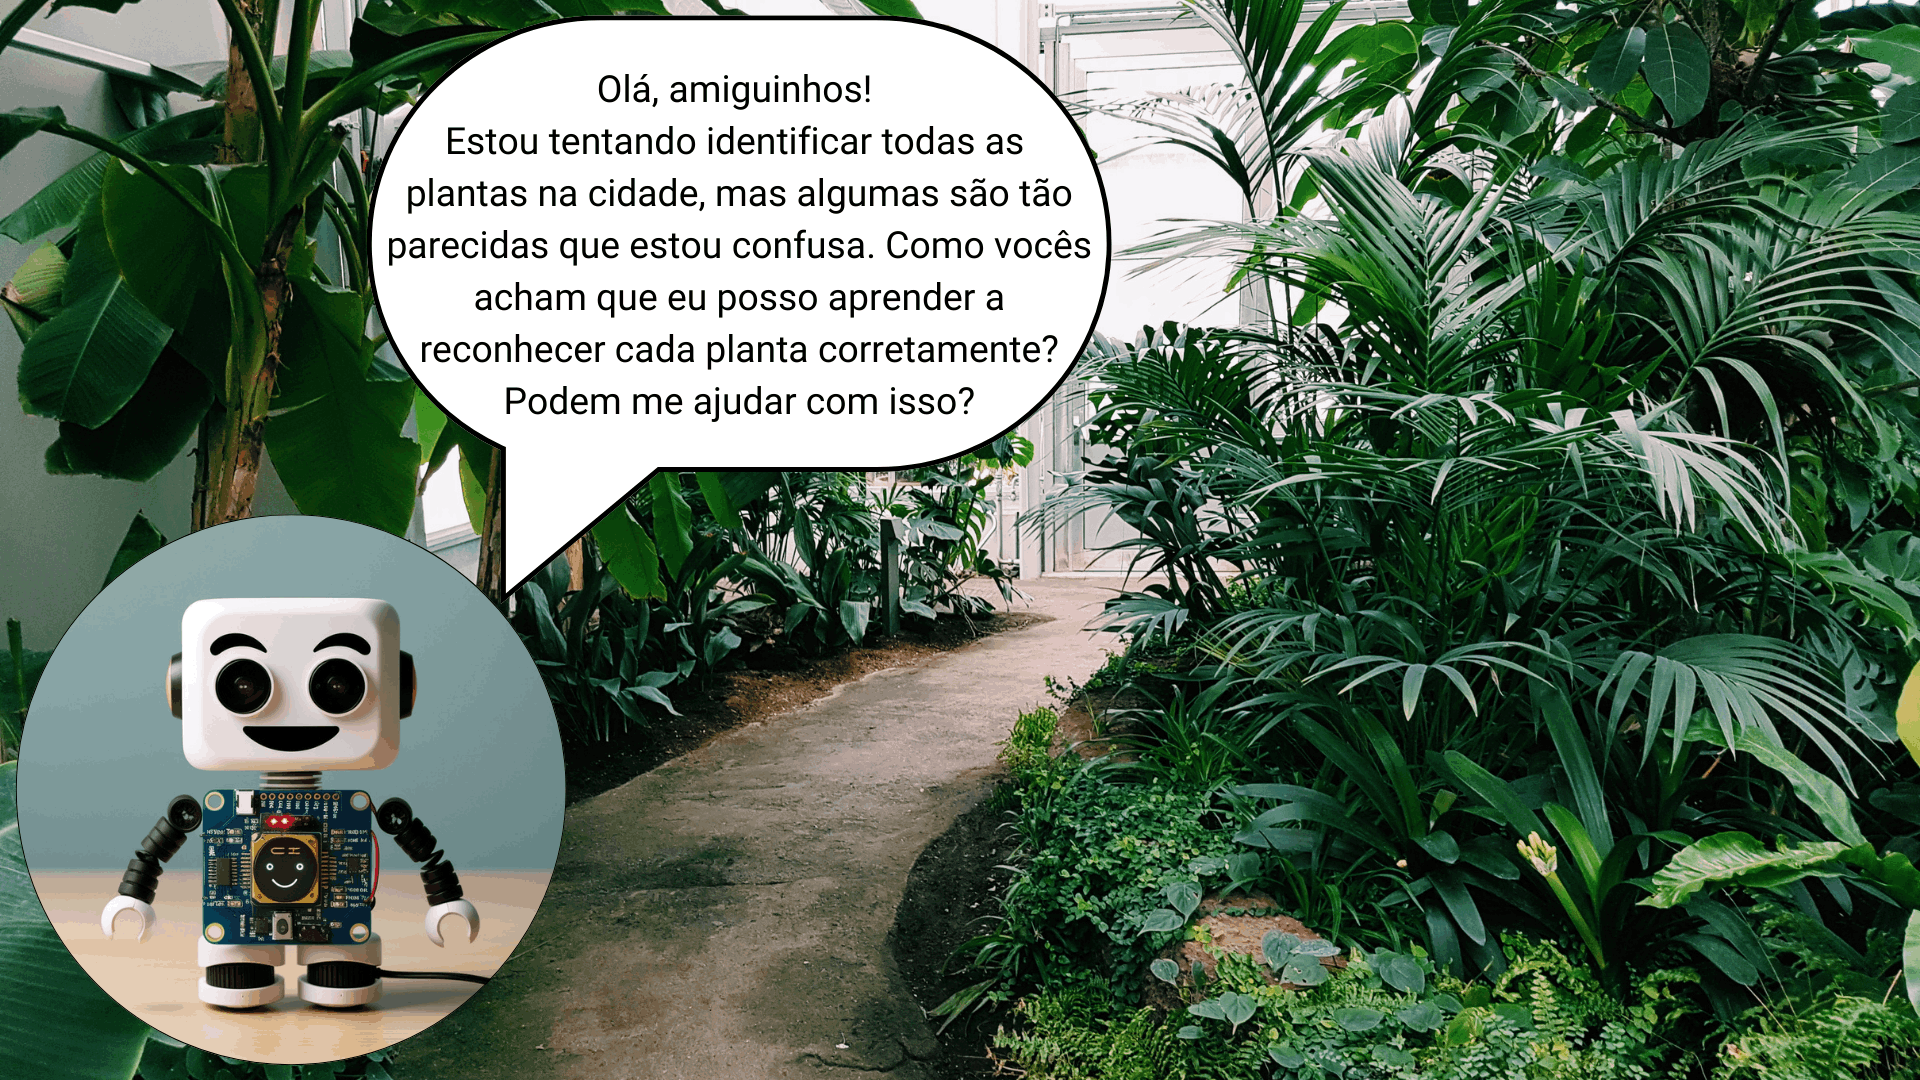 Olá, amiguinhos!
Estou tentando identificar todas as
plantas na cidade, mas algumas são tão
parecidas que estou confusa. Como vocês
acham que eu posso aprender a
reconhecer cada planta corretamente?
Podem me ajudar com isso?